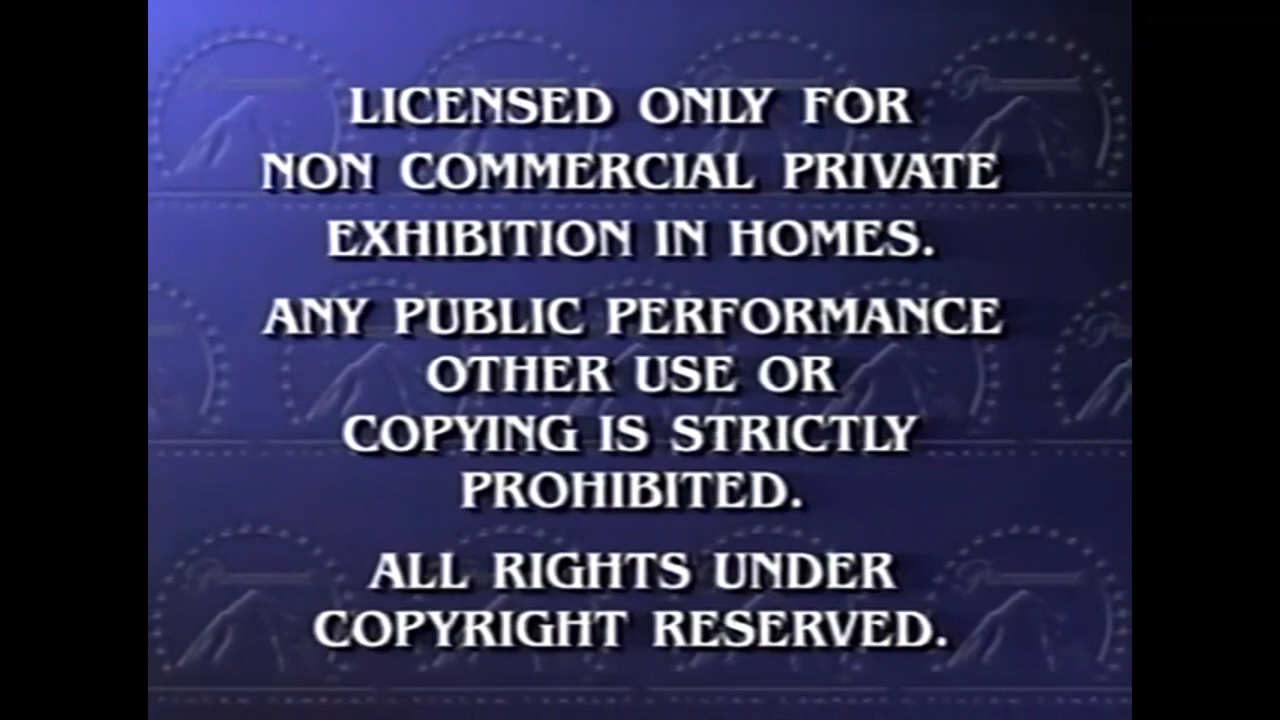 LICENSED ONLY FOR
NON COMMERCIAL PRIVATE
EXHIBITION IN HOMES.
ANY PUBLIC PERFORMANCE
OTHER USE OR
COPYING IS STRICTLY
PROHIBITED.
ALL RIGHTS UNDER
COPYRIGHT RESERVED.